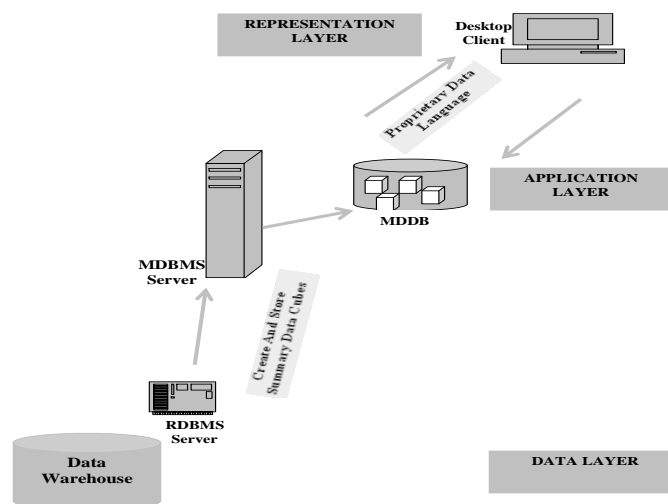 REPRESENTATION
LAYER
Desktop
Client
Proprietary Data
Language
APPLICATION
LAYER
MDDB
MDBMS
Server
Create And Store
Summary Data Cubes
RDBMS
Server
Data
Warehouse
DATA LAYER